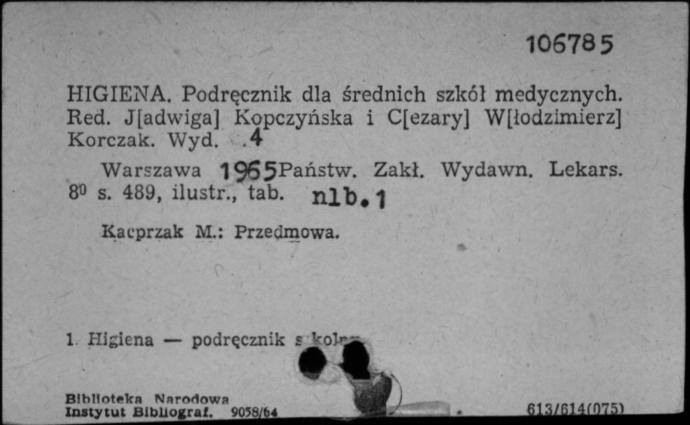 106785
HIGIENA. Podręcznik dla średnich szkół medycznych.
Red. J[adwiga] Kopczyńska i C[ezary] W[łodzimierz]
Korczak. Wyd. .4
Warszawa 1965 Państw. Zakł. Wydawn. Lekars.
8⁰ s. 489, ilustr., tab. nlb.1
Kacprzak M.: Przedmowa.
1. Higiena — podręcznik
Biblioteka Narodowa
Instytut Bibliograf. 9058/64 613/614(075)